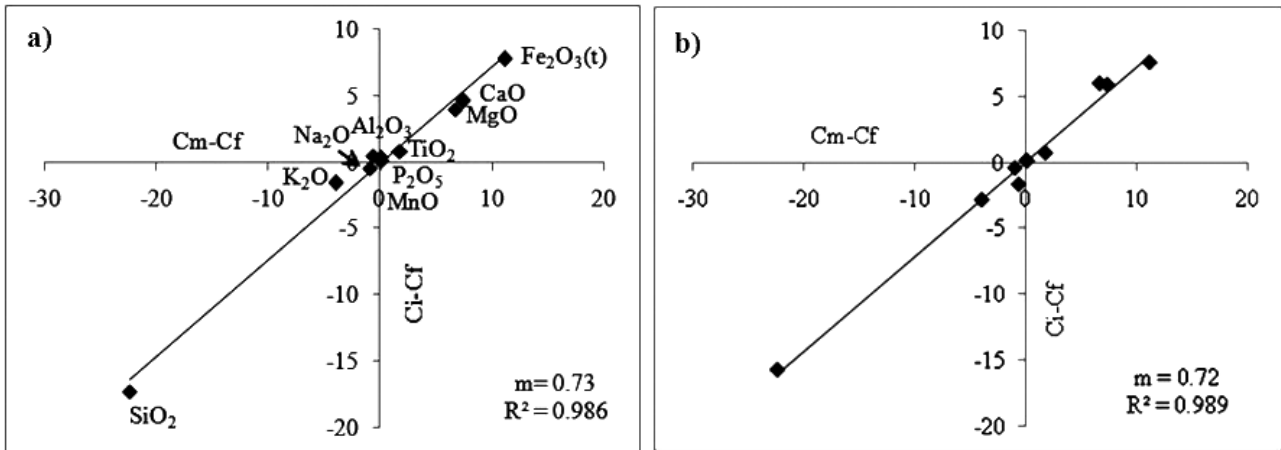 a)
10
Fe₂O₃(t)
5
CaO
MgO
Na₂O
Al₂O₃
Cm-Cf
TiO₂
0
K₂O
P₂O₅
-30
-20
-10
0
10
20
MnO
-5
-10
Ci-Cf
-15
m= 0.73
R² = 0.986
SiO₂
-20
b)
10
5
Cm-Cf
0
-30
-20
-10
0
10
20
-5
-10
Ci-Cf
-15
m = 0.72
R² = 0.989
-20